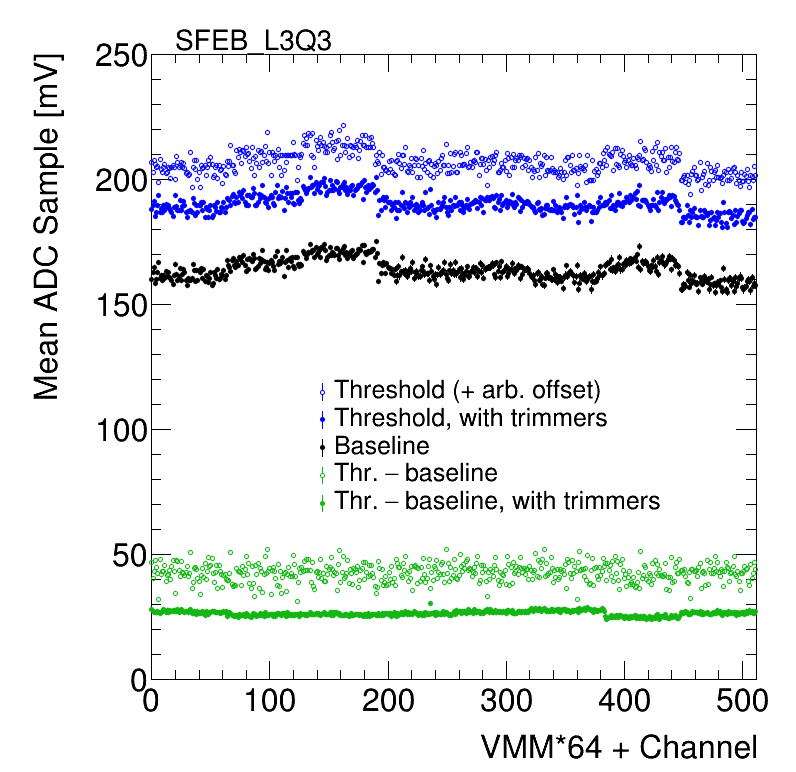 SFEB_L3Q3
250
200
150
100
50
0
Mean ADC Sample [mV]
Threshold (+ arb. offset)
Threshold, with trimmers
Baseline
Thr. – baseline
Thr. – baseline, with trimmers
0 100 200 300 400 500
VMM*64 + Channel